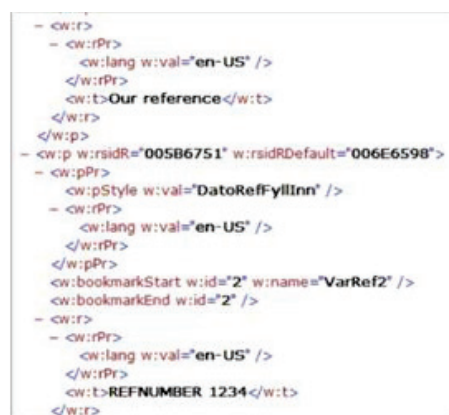 - <w:r>
- <w:rPr>
<w:lang w:val="en-US" />
</w:rPr>
<w:t>Our reference</w:t>
</w:r>
</w:p>
- <w:p w:rsidR="005B6751" w:rsidRDefault="006E6598">
- <w:pPr>
<w:pStyle w:val="DatoRefFyllInn" />
- <w:rPr>
<w:lang w:val="en-US" />
</w:rPr>
</w:pPr>
<w:bookmarkStart w:id="2" w:name="VarRef2" />
<w:bookmarkEnd w:id="2" />
- <w:r>
- <w:rPr>
<w:lang w:val="en-US" />
</w:rPr>
<w:t>REFNUMBER 1234</w:t>
</w:r>